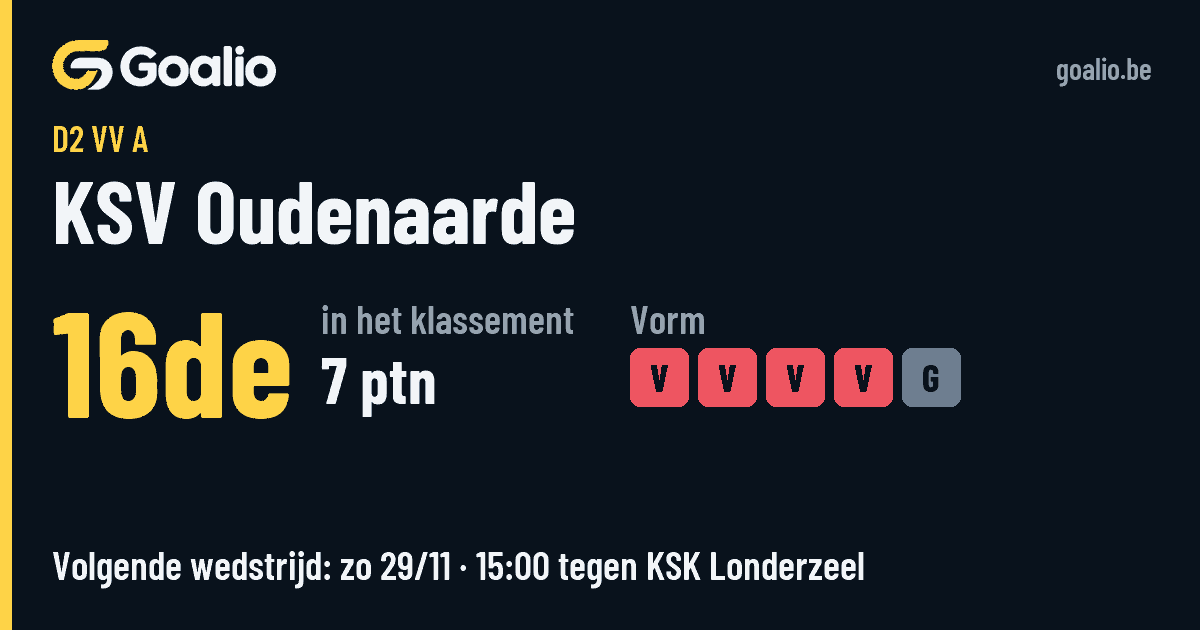 Goalio
goalio.be
D2 VV A
KSV Oudenaarde
16de
in het klassement
7 ptn
Vorm
V V V V G
Volgende wedstrijd: zo 29/11 · 15:00 tegen KSK Londerzeel